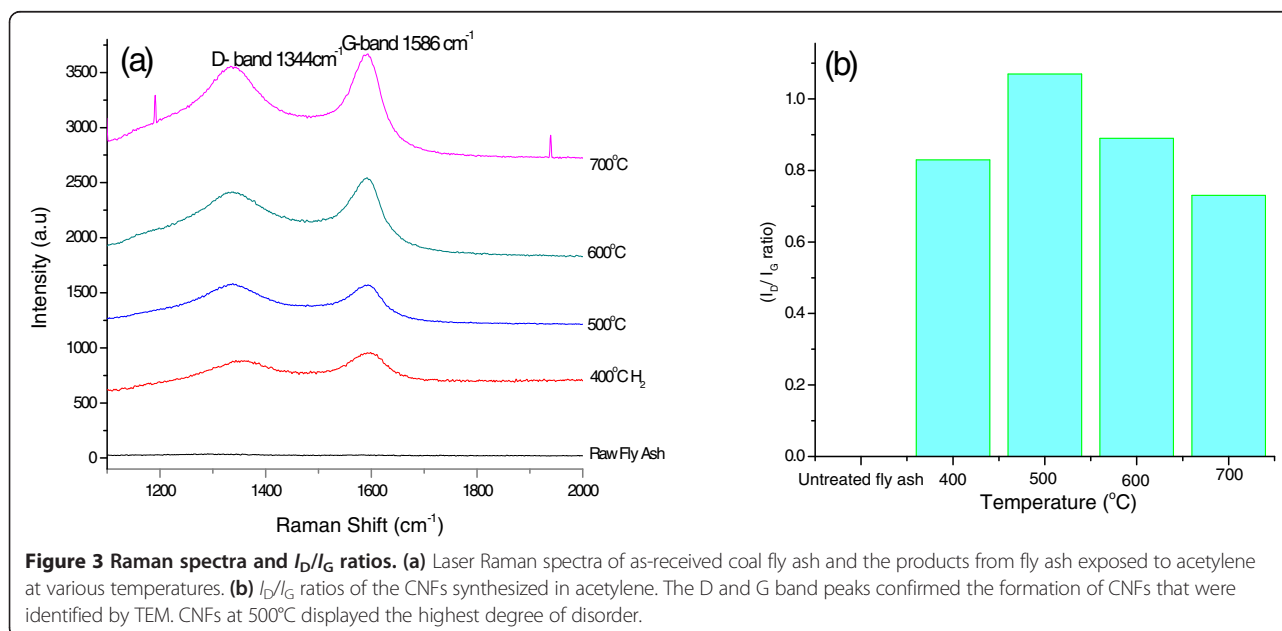 (a)
D- band 1344cm-1
G-band 1586 cm-1
3500
3000
2500
2000
1500
1000
500
0
Intensity (a.u)
700°C
600°C
500°C
400°C H2
Raw Fly Ash
1200
1400
1600
1800
2000
Raman Shift (cm-1)
(b)
1.0
0.8
0.6
0.4
0.2
0.0
(ID/ IG ratio)
Untreated fly ash
400
500
600
700
Temperature (°C)
Figure 3 Raman spectra and ID/IG ratios. (a) Laser Raman spectra of as-received coal fly ash and the products from fly ash exposed to acetylene
at various temperatures. (b) ID/IG ratios of the CNFs synthesized in acetylene. The D and G band peaks confirmed the formation of CNFs that were
identified by TEM. CNFs at 500°C displayed the highest degree of disorder.